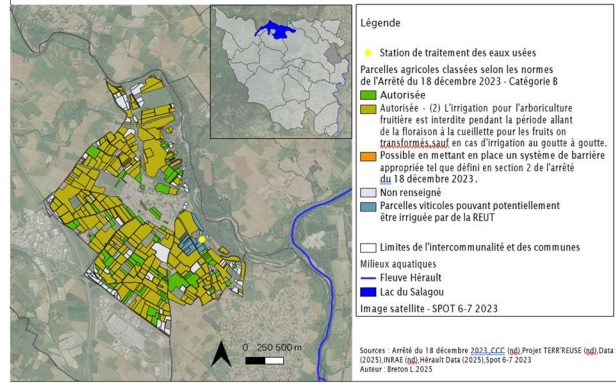 Légende
Station de traitement des eaux usées
Parcelles agricoles classées selon les normes
de l'Arrêté du 18 décembre 2023 - Catégorie B
Autorisée
Autorisée - (2) L'irrigation pour l'arboriculture
fruitière est interdite pendant la période allant
de la floraison à la cueillette pour les fruits on
transformés,sauf en cas d'irrigation au goutte à goutte.
Possible en mettant en place un système de barrière
appropriée tel que défini en section 2 de l'arrêté
du 18 décembre 2023.
Non renseigné
Parcelles viticoles pouvant potentiellement
être irriguée par de la REUT
Limites de l'intercommunalité et des communes
Milieux aquatiques
Fleuve Hérault
Lac du Salagou
Image satellite - SPOT 6-7 2023
0 250 500 m
Sources : Arrêté du 18 décembre 2023,CCC (nd),Projet TERR'REUSE (nd),Data
(2025),INRAE (nd),Hérault Data (2025),Spot 6-7 2023
Auteur : Breton L.2025